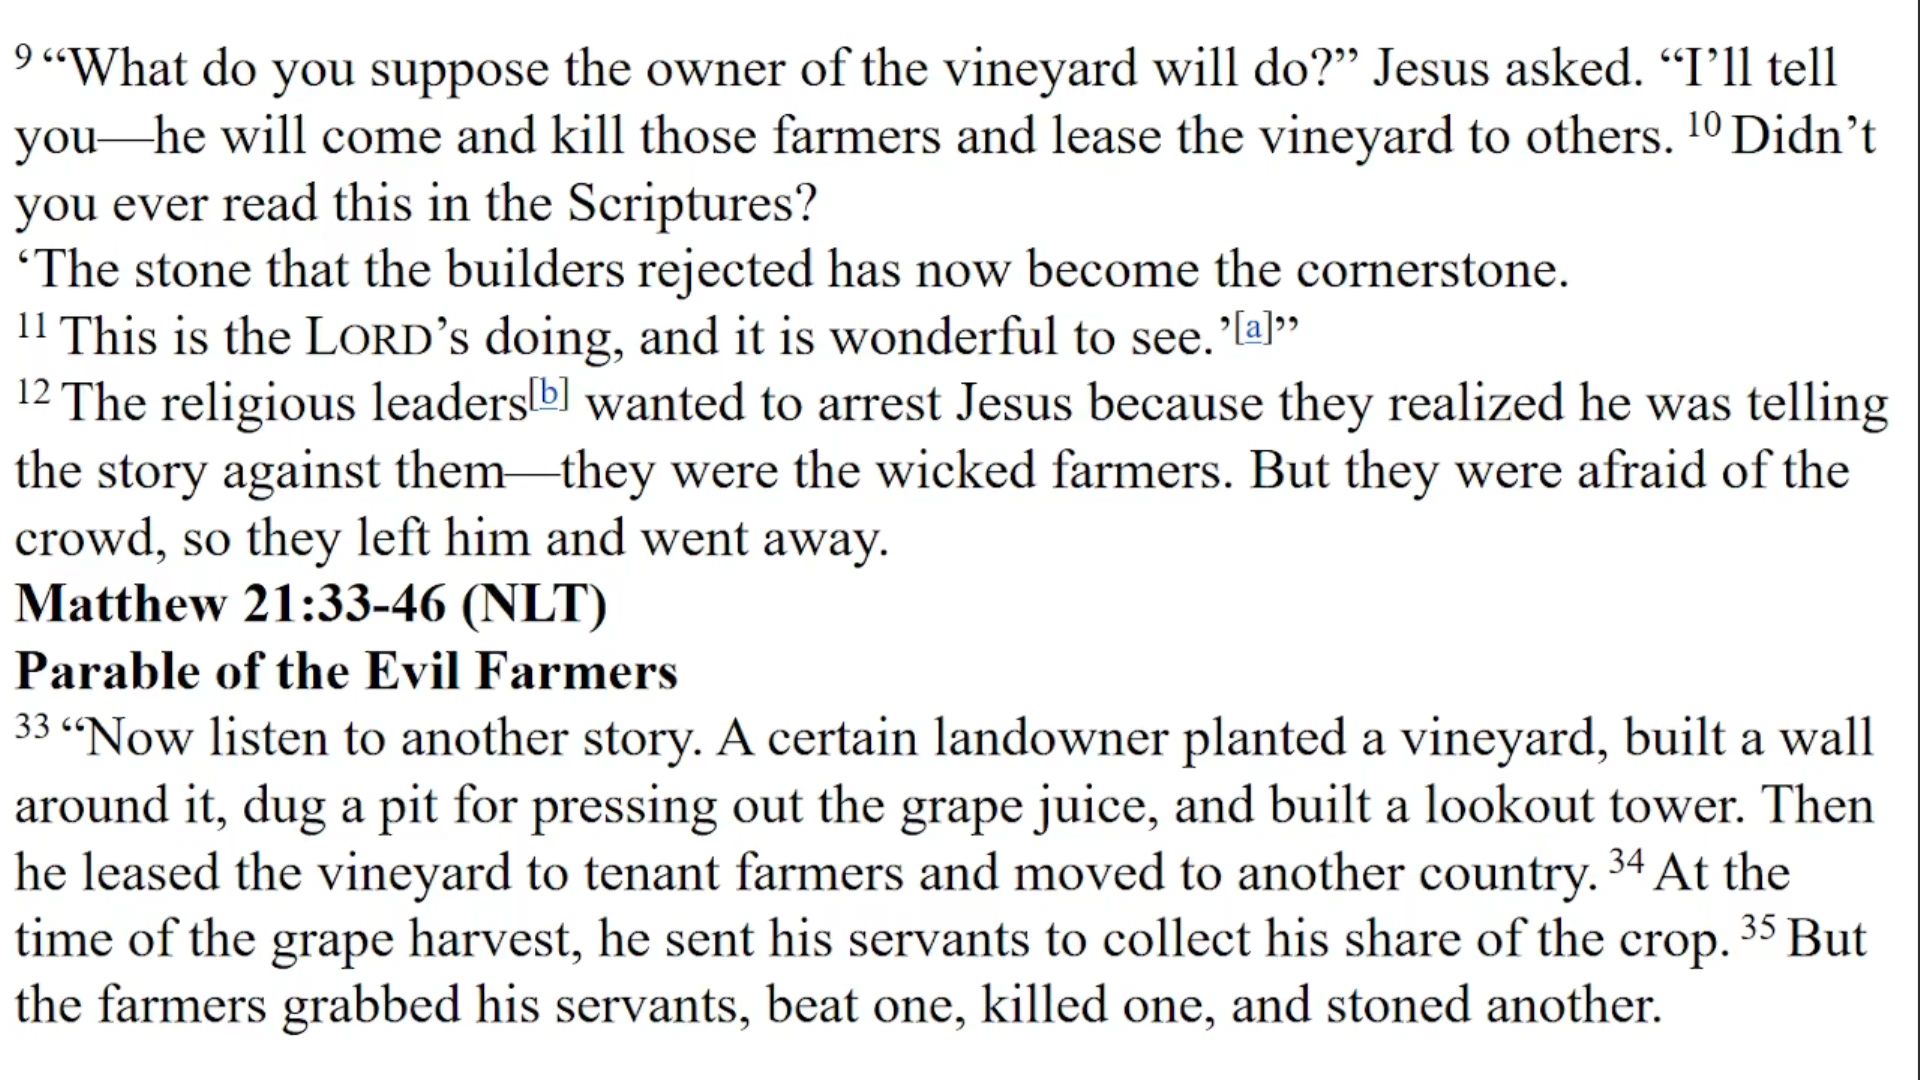 9 “What do you suppose the owner of the vineyard will do?” Jesus asked. “I’ll tell
you—he will come and kill those farmers and lease the vineyard to others. 10 Didn’t
you ever read this in the Scriptures?
‘The stone that the builders rejected has now become the cornerstone.
11 This is the LORD’s doing, and it is wonderful to see.’[a]”
12 The religious leaders[b] wanted to arrest Jesus because they realized he was telling
the story against them—they were the wicked farmers. But they were afraid of the
crowd, so they left him and went away.
Matthew 21:33-46 (NLT)
Parable of the Evil Farmers
33 “Now listen to another story. A certain landowner planted a vineyard, built a wall
around it, dug a pit for pressing out the grape juice, and built a lookout tower. Then
he leased the vineyard to tenant farmers and moved to another country. 34 At the
time of the grape harvest, he sent his servants to collect his share of the crop. 35 But
the farmers grabbed his servants, beat one, killed one, and stoned another.